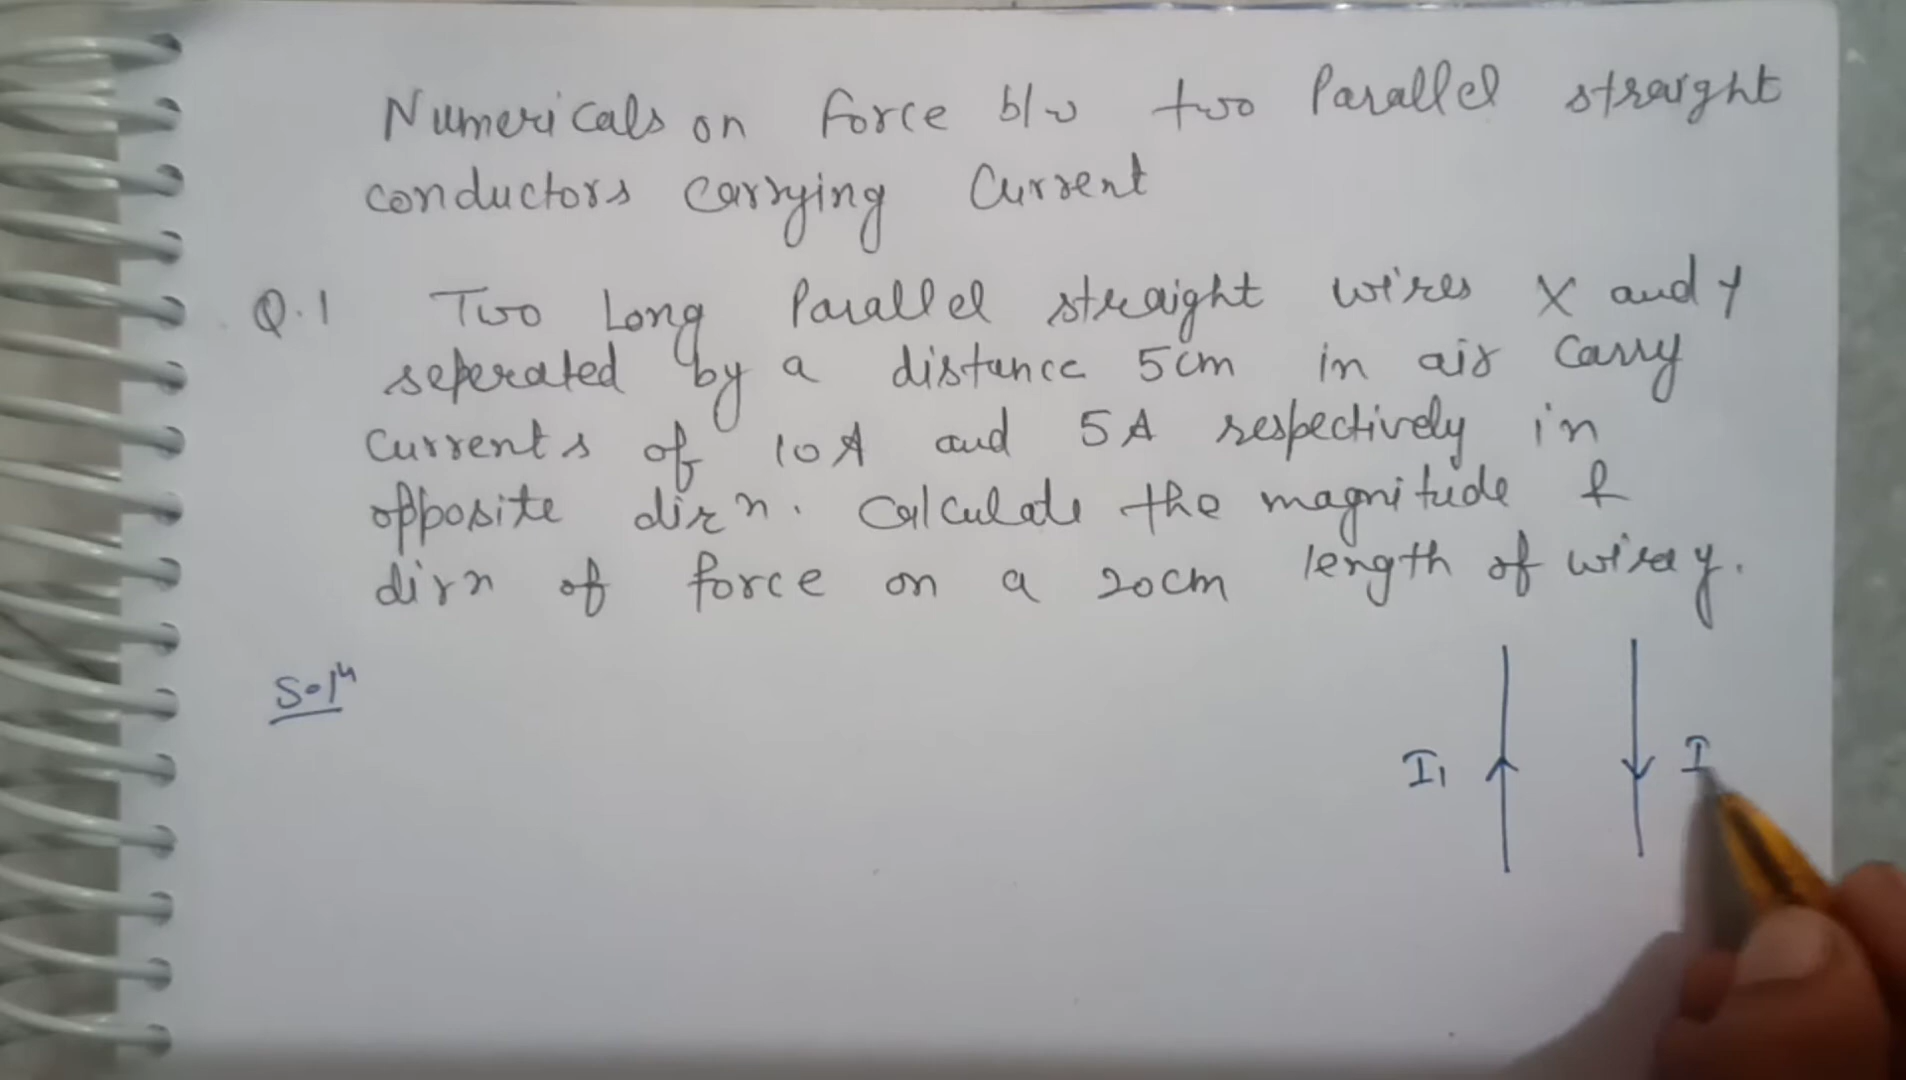 Numericals on force b/w two Parallel straight
conductors carrying Current
Q.1 Two Long Parallel straight wires X and Y
seperated by a distance 5cm in air carry
Currents of 10A and 5A respectively in
opposite dirn. Calculate the magnitude &
dirn of force on a 20cm length of wire y.
Solⁿ
I₁ I